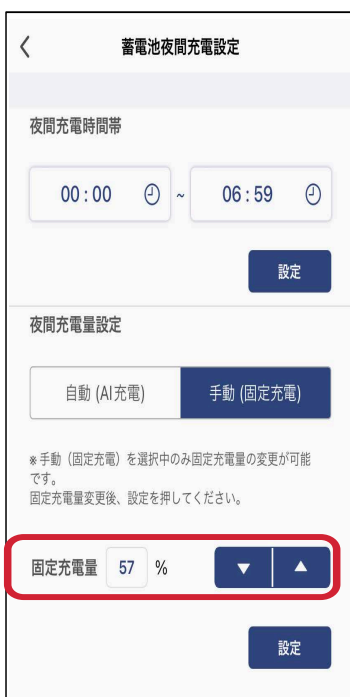 蓄電池夜間充電設定
夜間充電時間帯
00:00 ~ 06:59
設定
夜間充電量設定
自動 (AI充電) 手動 (固定充電)
※手動（固定充電）を選択中のみ固定充電量の変更が可能
です。
固定充電量変更後、設定を押してください。
固定充電量 57 % ▼ ▲
設定